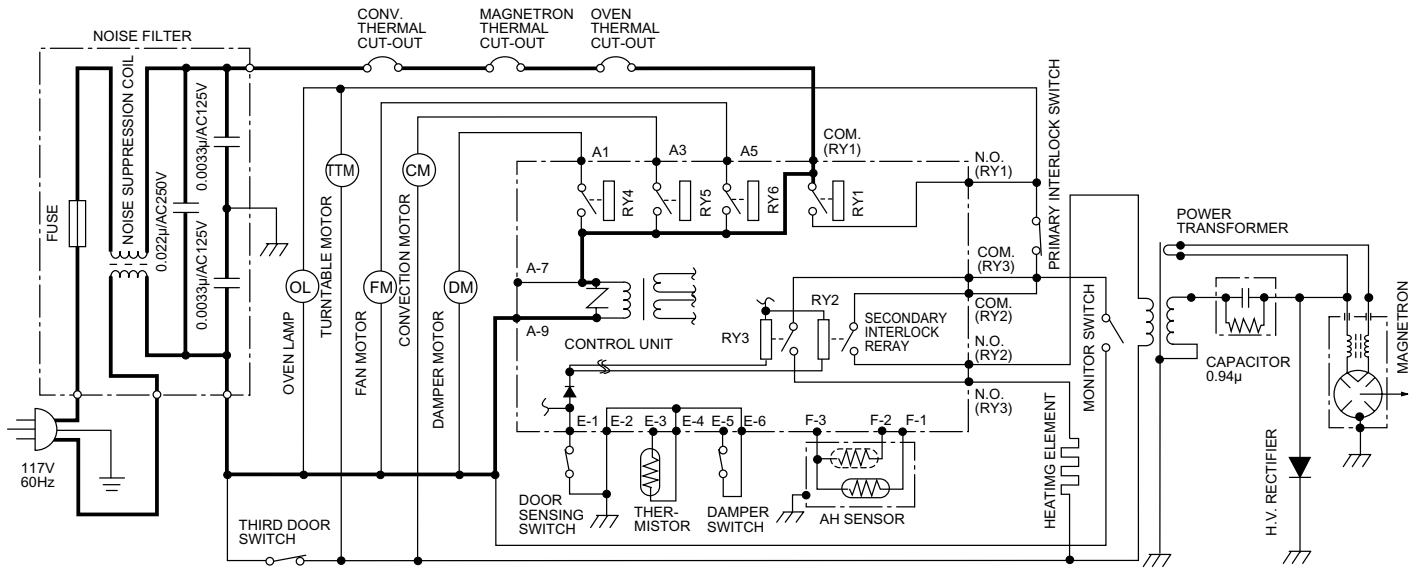 CONV.
THERMAL
CUT-OUT
MAGNETRON
THERMAL
CUT-OUT
OVEN
THERMAL
CUT-OUT
NOISE FILTER
FUSE
NOISE SUPPRESSION COIL
0.022μ/AC250V
0.0033μ/AC125V
0.0033μ/AC125V
117V
60Hz
OL
OVEN LAMP
TTM
TURNTABLE MOTOR
FM
FAN MOTOR
CM
CONVECTION MOTOR
DM
DAMPER MOTOR
A1
A3
A5
COM.
(RY1)
RY4
RY5
RY6
RY1
N.O.
(RY1)
PRIMARY INTERLOCK SWITCH
A-7
A-9
CONTROL UNIT
RY3
RY2
SECONDARY
INTERLOCK
RERAY
COM.
(RY3)
COM.
(RY2)
N.O.
(RY2)
N.O.
(RY3)
E-1
E-2
E-3
E-4
E-5
E-6
F-3
F-2
F-1
DOOR
SENSING
SWITCH
THER-
MISTOR
DAMPER
SWITCH
AH SENSOR
THIRD DOOR
SWITCH
HEATIMG ELEMENT
MONITOR SWITCH
POWER
TRANSFORMER
CAPACITOR
0.94μ
H.V. RECTIFIER
MAGNETRON